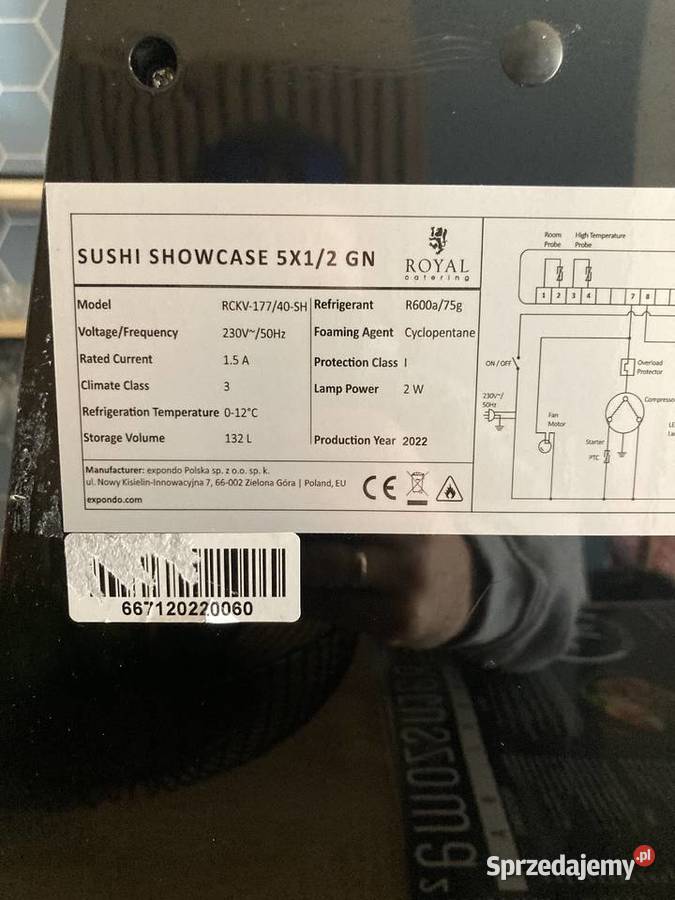 SUSHI SHOWCASE 5X1/2 GN
ROYAL
catering
Model RCKV-177/40-SH
Voltage/Frequency 230V~/50Hz
Rated Current 1.5 A
Climate Class 3
Refrigeration Temperature 0-12°C
Storage Volume 132 L
Refrigerant R600a/75g
Foaming Agent Cyclopentane
Protection Class I
Lamp Power 2 W
Production Year 2022
Manufacturer: expondo Polska sp. z o.o. sp. k.
ul. Nowy Kisielin-Innowacyjna 7, 66-002 Zielona Góra | Poland, EU
expondo.com
CE
Room
Probe
High Temperature
Probe
1 2 3 4 7 8
ON / OFF
230V~/
50Hz
Fan
Motor
Overload
Protector
Compressor
Starter
PTC
667120220060
Sprzedajemy.pl